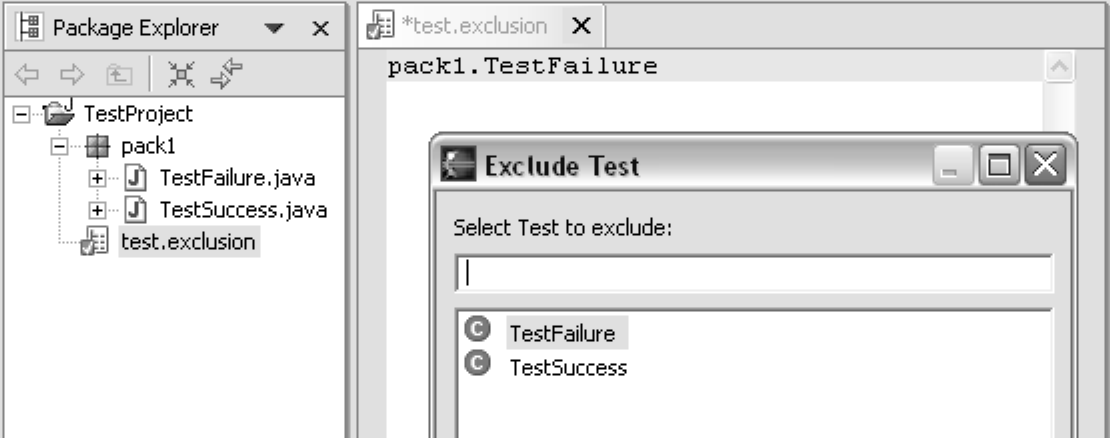 Package Explorer
TestProject
pack1
TestFailure.java
TestSuccess.java
test.exclusion
*test.exclusion
pack1.TestFailure
Exclude Test
Select Test to exclude:
C TestFailure
C TestSuccess